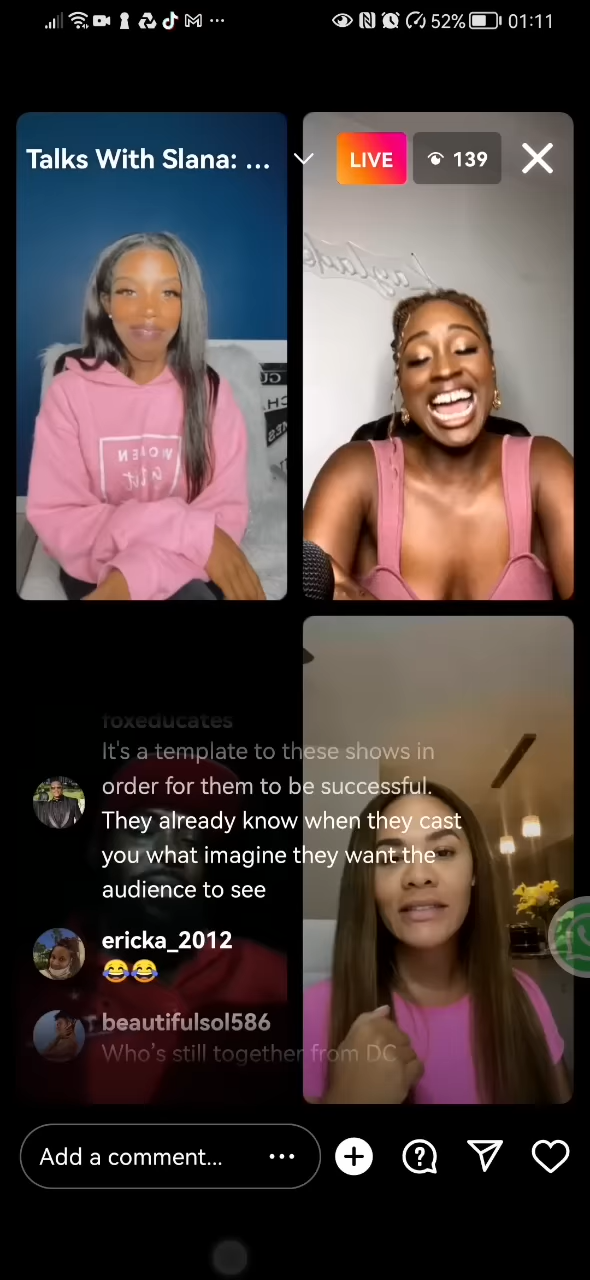 52% 01:11
Talks With Slana: ...
LIVE
139
foxeducates
It's a template to these shows in
order for them to be successful.
They already know when they cast
you what imagine they want the
audience to see
ericka_2012
😂😂
beautifulsol586
Who's still together from DC
Add a comment...